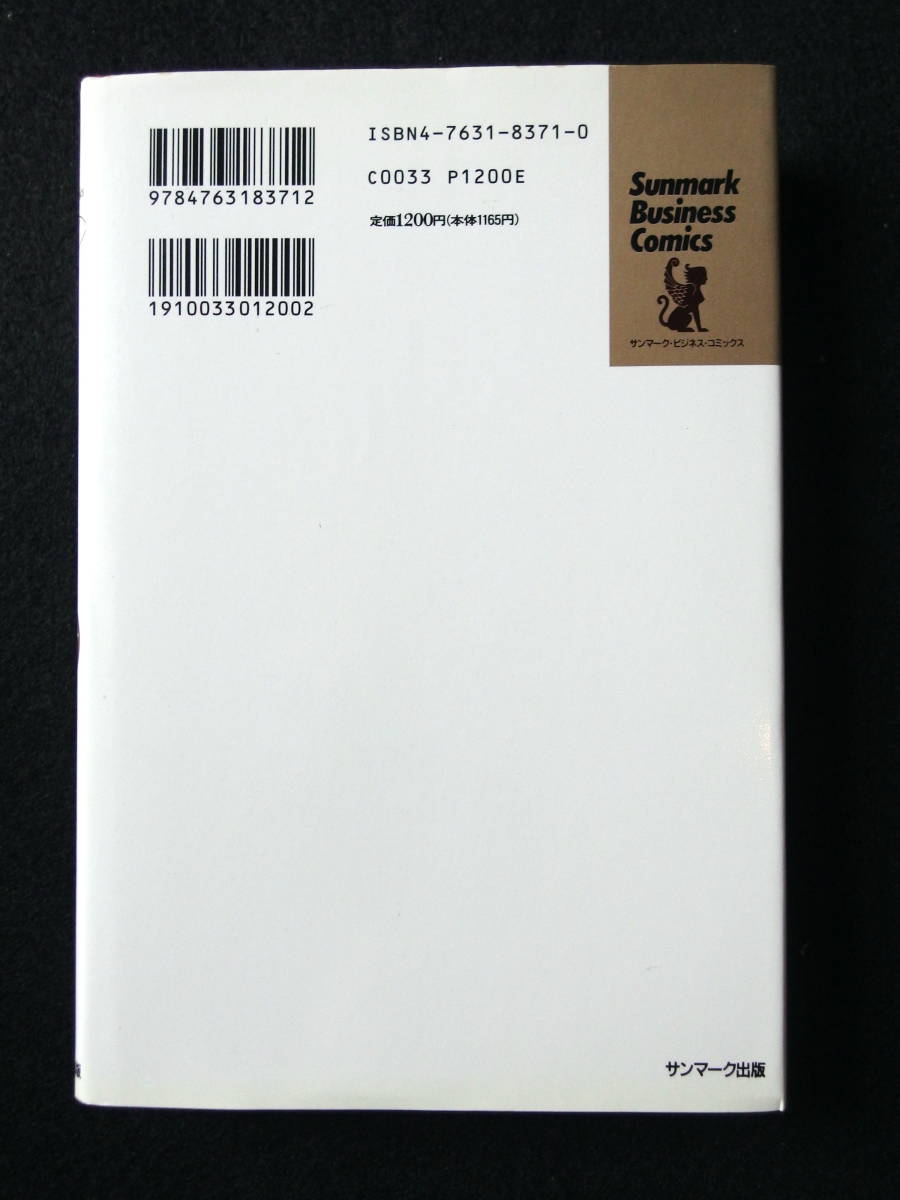 ISBN4-7631-8371-0
9784763183712
C0033 P1200E
定価1200円(本体1165円)
1910033012002
Sunmark
Business
Comics
サンマーク・ビジネス・コミックス
サンマーク出版
版